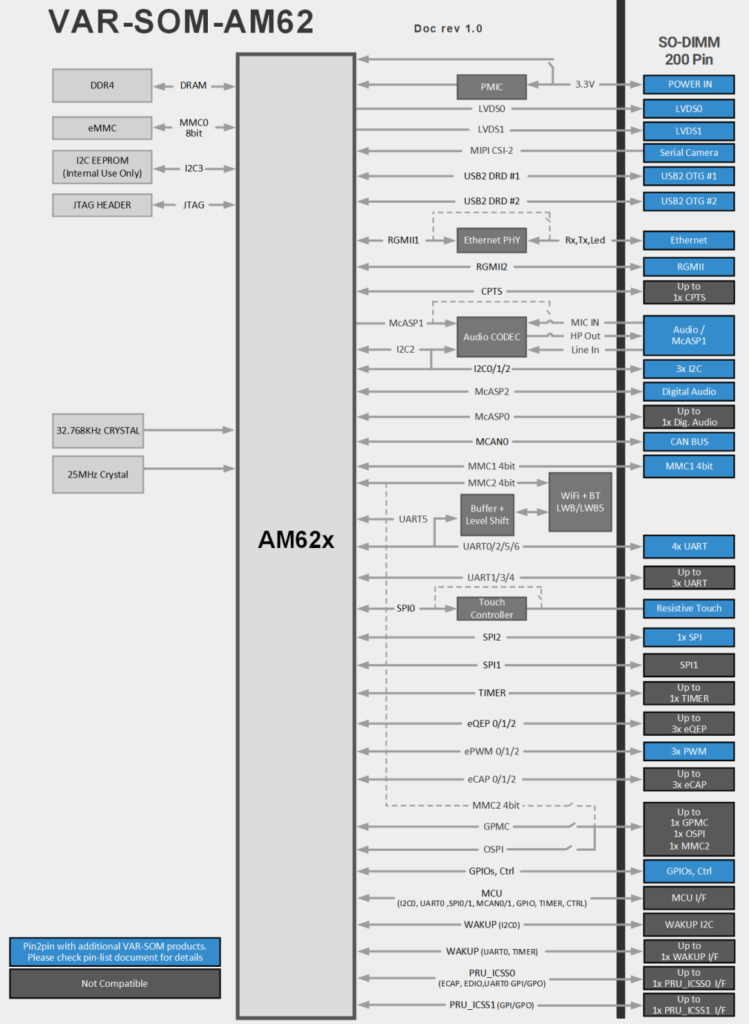 VAR-SOM-AM62
Doc rev 1.0
SO-DIMM
200 Pin
DDR4
DRAM
eMMC
MMC0
8bit
I2C EEPROM
(Internal Use Only)
I2C3
JTAG HEADER
JTAG
32.768KHz CRYSTAL
25MHz Crystal
AM62x
PMIC
3.3V
POWER IN
LVDS0
LVDS0
LVDS1
LVDS1
MIPI CSI-2
Serial Camera
USB2 DRD #1
USB2 OTG #1
USB2 DRD #2
USB2 OTG #2
RGMII1
Ethernet PHY
Rx,Tx,Led
Ethernet
RGMII2
RGMII
CPTS
Up to
1x CPTS
McASP1
Audio CODEC
MIC IN
HP Out
Line In
Audio /
McASP1
I2C2
I2C0/1/2
3x I2C
McASP2
Digital Audio
McASP0
Up to
1x Dig. Audio
MCAN0
CAN BUS
MMC1 4bit
MMC1 4bit
MMC2 4bit
WiFi + BT
LWB/LWB5
Buffer +
Level Shift
UART5
UART0/2/5/6
4x UART
UART1/3/4
Up to
3x UART
SPI0
Touch
Controller
Resistive Touch
SPI2
1x SPI
SPI1
SPI1
TIMER
Up to
1x TIMER
eQEP 0/1/2
Up to
3x eQEP
ePWM 0/1/2
3x PWM
eCAP 0/1/2
Up to
3x eCAP
MMC2 4bit
GPMC
OSPI
Up to
1x GPMC
1x OSPI
1x MMC2
GPIOs, Ctrl
GPIOs, Ctrl
MCU
(I2C0, UART0 ,SPI0/1, MCAN0/1, GPIO, TIMER, CTRL)
MCU I/F
WAKUP (I2C0)
WAKUP I2C
WAKUP (UART0, TIMER)
Up to
1x WAKUP I/F
PRU_ICSS0
(ECAP, EDIO,UART0 GPI/GPO)
Up to
1x PRU_ICSS0 I/F
PRU_ICSS1 (GPI/GPO)
Up to
1x PRU_ICSS1 I/F
Pin2pin with additional VAR-SOM products.
Please check pin-list document for details
Not Compatible